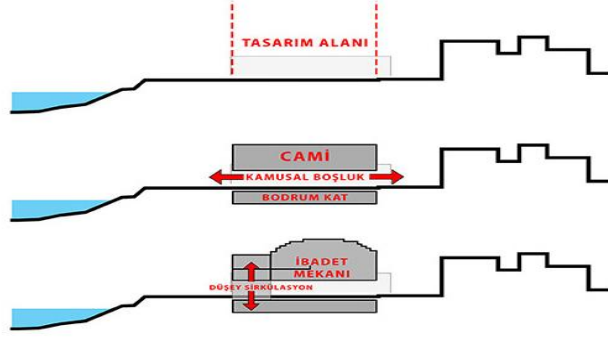 TASARIM ALANI
CAMİ
KAMUSAL BOŞLUK
BODRUM KAT
İBADET
MEKANI
DÜŞEY SİRKÜLASYON